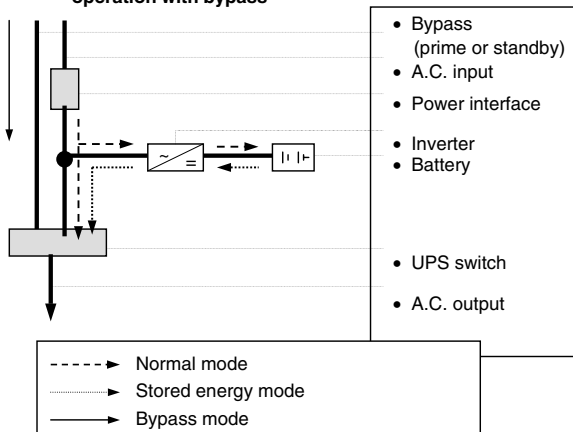 operation with bypass
• Bypass
(prime or standby)
• A.C. input
• Power interface
• Inverter
• Battery
• UPS switch
• A.C. output
~
=
Normal mode
Stored energy mode
Bypass mode